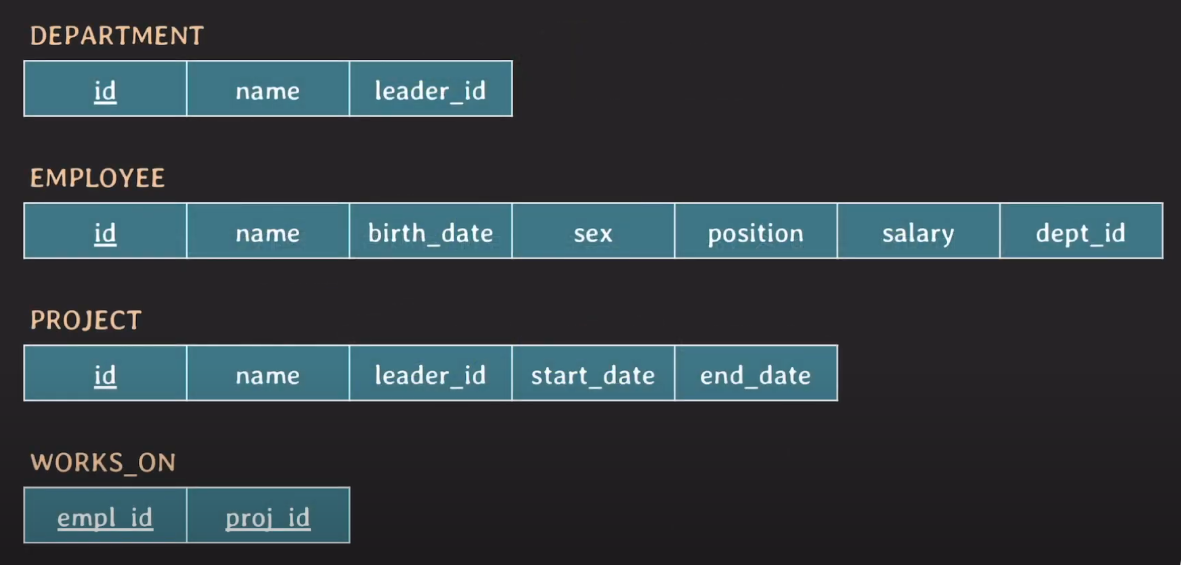 DEPARTMENT
id name leader_id
EMPLOYEE
id name birth_date sex position salary dept_id
PROJECT
id name leader_id start_date end_date
WORKS_ON
empl_id proj_id